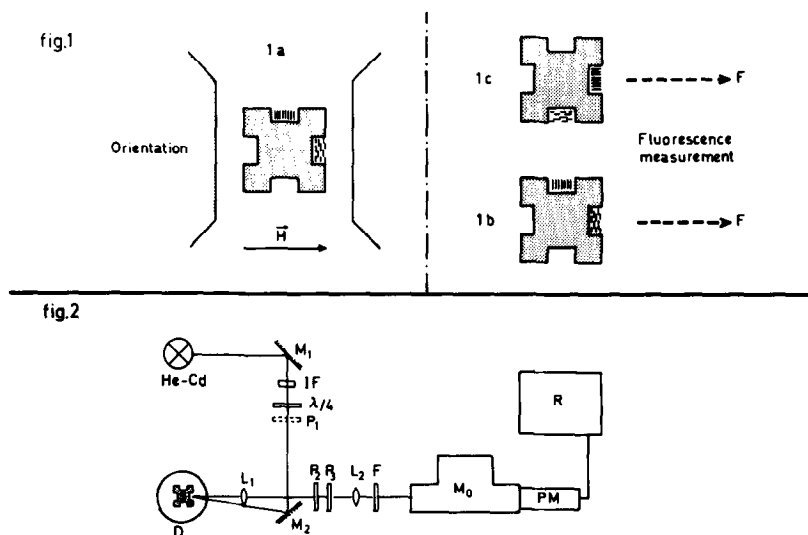 fig.1
1a
Orientation
H
1c
F
Fluorescence
measurement
1b
F
fig.2
He-Cd
M1
IF
λ/4
P1
R
D
L1
M2
P2 P3 L2 F
M0
PM